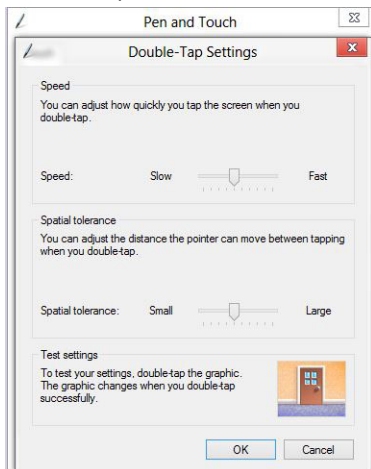 Pen and Touch
Double-Tap Settings
Speed
You can adjust how quickly you tap the screen when you
double-tap.
Speed: Slow Fast
Spatial tolerance
You can adjust the distance the pointer can move between tapping
when you double-tap.
Spatial tolerance: Small Large
Test settings
To test your settings, double-tap the graphic.
The graphic changes when you double-tap
successfully.
OK Cancel